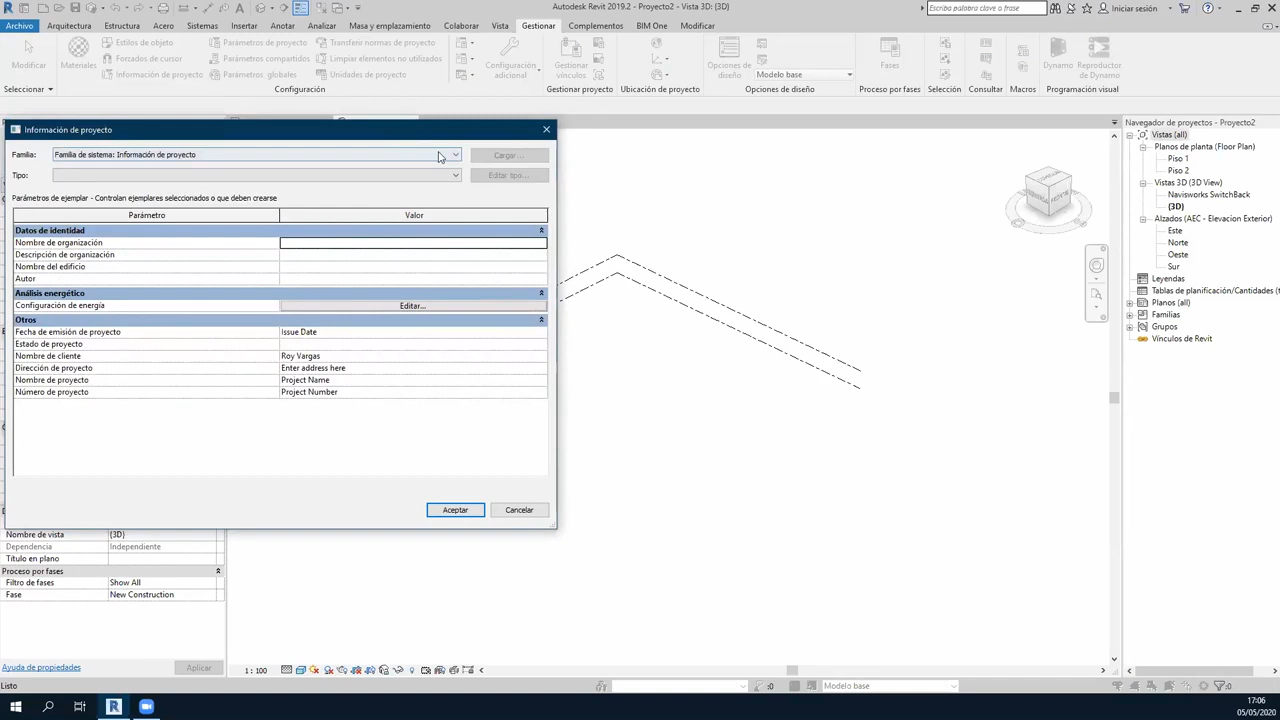 Autodesk Revit 2019.2 - Proyecto2 - Vista 3D: {3D}
Escriba palabra clave o frase
Iniciar sesión
Archivo Arquitectura Estructura Acero Sistemas Insertar Anotar Analizar Masa y emplazamiento Colaborar Vista Gestionar Complementos BIM One Modificar
Modificar
Materiales
Estilos de objeto
Forzados de cursor
Información de proyecto
Parámetros de proyecto
Parámetros compartidos
Parámetros globales
Transferir normas de proyecto
Limpiar elementos no utilizados
Unidades de proyecto
Configuración adicional
Gestionar vínculos
Opciones de diseño
Modelo base
Fases
Dynamo
Reproductor de Dynamo
Seleccionar
Configuración
Gestionar proyecto
Ubicación de proyecto
Opciones de diseño
Proceso por fases
Selección
Consultar
Macros
Programación visual
Información de proyecto
Familia: Familia de sistema: Información de proyecto Cargar...
Tipo: Editar tipo...
Parámetros de ejemplar - Controlan ejemplares seleccionados o que deben crearse
Parámetro Valor
Datos de identidad
Nombre de organización
Descripción de organización
Nombre del edificio
Autor
Análisis energético
Configuración de energía Editar...
Otros
Fecha de emisión de proyecto Issue Date
Estado de proyecto
Nombre de cliente Roy Vargas
Dirección de proyecto Enter address here
Nombre de proyecto Project Name
Número de proyecto Project Number
Aceptar Cancelar
Nombre de vista {3D}
Dependencia Independiente
Título en plano
Proceso por fases
Filtro de fases Show All
Fase New Construction
Ayuda de propiedades Aplicar
Navegador de proyectos - Proyecto2
Vistas (all)
Planos de planta (Floor Plan)
Piso 1
Piso 2
Vistas 3D (3D View)
Navisworks SwitchBack
{3D}
Alzados (AEC - Elevacion Exterior)
Este
Norte
Oeste
Sur
Leyendas
Tablas de planificación/Cantidades (t
Planos (all)
Familias
Grupos
Vínculos de Revit
1 : 100
Listo
:0
Modelo base
:0
17:06
05/05/2020